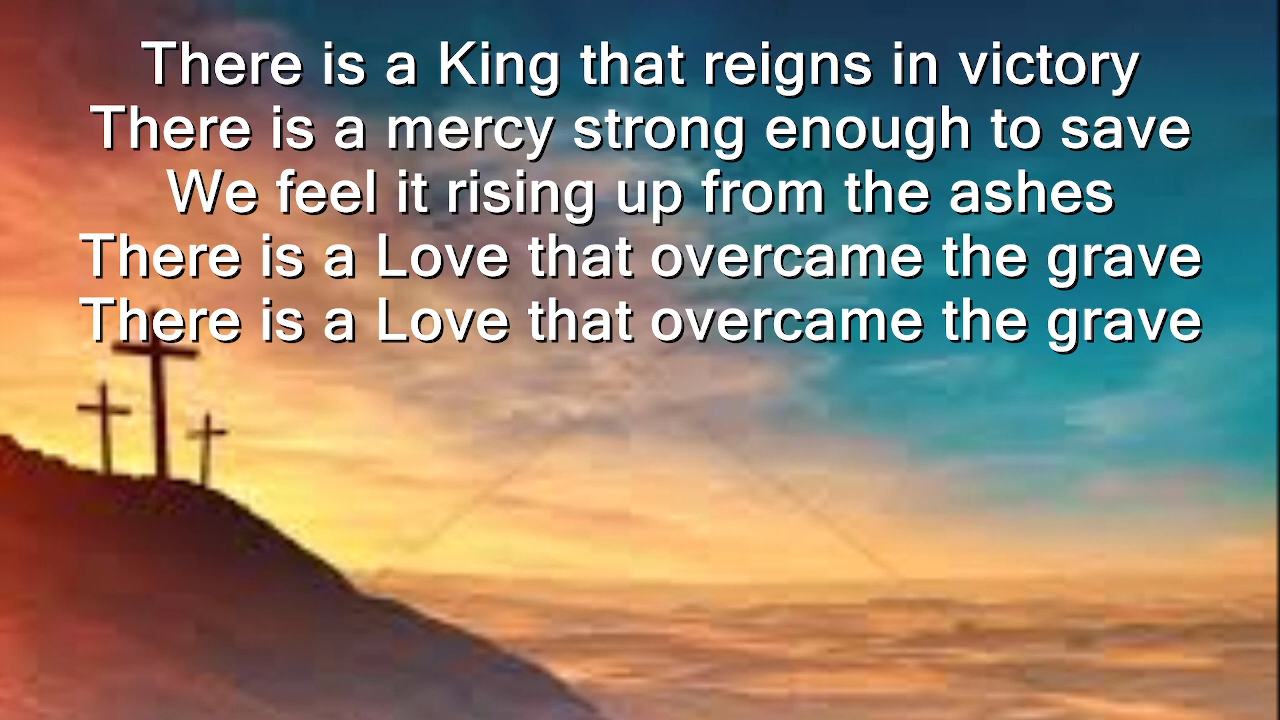 There is a King that reigns in victory
There is a mercy strong enough to save
We feel it rising up from the ashes
There is a Love that overcame the grave
There is a Love that overcame the grave